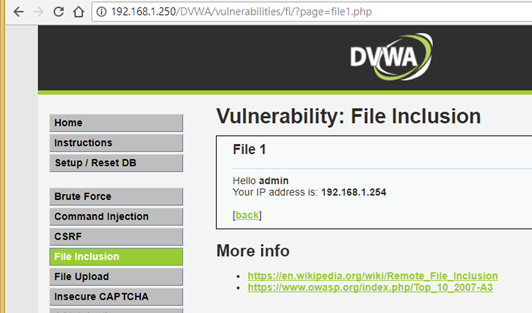 192.168.1.250/DVWA/vulnerabilities/fi/?page=file1.php
DVWA
Home
Instructions
Setup / Reset DB
Brute Force
Command Injection
CSRF
File Inclusion
File Upload
Insecure CAPTCHA
Vulnerability: File Inclusion
File 1
Hello admin
Your IP address is: 192.168.1.254
[back]
More info
https://en.wikipedia.org/wiki/Remote_File_Inclusion
https://www.owasp.org/index.php/Top_10_2007-A3